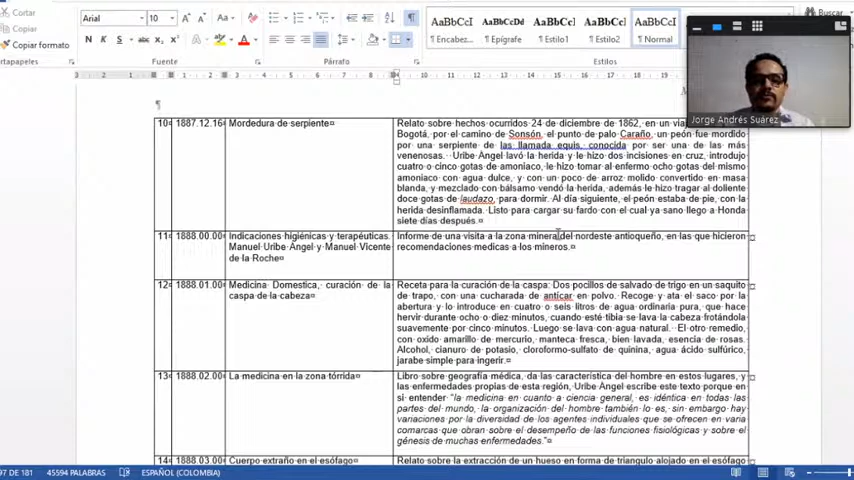 Cortar
Copiar
Copiar formato
Portapapeles
Arial
10
Fuente
Párrafo
AaBbCcI
AaBbCcD
AaBbCcI
AaBbCcI
AaBbCcI
¶ Encabez...
¶ Epígrafe
¶ Estilo1
¶ Estilo2
¶ Normal
Estilos
Buscar
Jorge Andrés Suárez
10
1887.12.16
Mordedura de serpiente
Relato sobre hechos ocurridos 24 de diciembre de 1862, en un
Bogotá, por el camino de Sonsón, el punto de palo Caraño, un peón fue mordido
por una serpiente de las llamada equis, conocida por ser una de las más
venenosas. Uribe Ángel lavó la herida y le hizo dos incisiones en cruz, introdujo
cuatro o cinco gotas de amoniaco, le hizo tomar al enfermo ocho gotas del mismo
amoniaco con agua dulce, y con un poco de arroz molido convertido en masa
blanda, y mezclado con bálsamo vendó la herida, además le hizo tragar al doliente
doce gotas de laudazo, para dormir. Al día siguiente, el peón estaba de pie, con la
herida desinflamada. Listo para cargar su fardo con el cual ya sano llego a Honda
siete días después.
11
1888.00.00
Indicaciones higiénicas y terapéuticas.
Manuel Uribe Ángel y Manuel Vicente
de la Roche
Informe de una visita a la zona minera del nordeste antioqueño, en las que hicieron
recomendaciones medicas a los mineros.
12
1888.01.00
Medicina Domestica, curación de la
caspa de la cabeza
Receta para la curación de la caspa. Dos pocillos de salvado de trigo en un saquito
de trapo, con una cucharada de anticar en polvo. Recoge y ata el saco por la
abertura y lo introduce en cuatro o seis litros de agua ordinaria pura, que hace
hervir durante ocho o diez minutos, cuando esté tibia se lava la cabeza frotándola
suavemente por cinco minutos. Luego se lava con agua natural. El otro remedio,
con oxido amarillo de mercurio, manteca fresca, bien lavada, esencia de rosas.
Alcohol, cianuro de potasio, cloroformo-sulfato de quinina, agua ácido sulfúrico,
jarabe simple para ingerir.
13
1888.02.00
La medicina en la zona tórrida
Libro sobre geografía médica, da las característica del hombre en estos lugares, y
las enfermedades propias de esta región, Uribe Ángel escribe este texto porque en
si entender "la medicina en cuanto a ciencia general, es idéntica en todas las
partes del mundo, la organización del hombre también lo es, sin embargo hay
variaciones por la diversidad de los agentes individuales que se ofrecen en varia
comarcas que obran sobre el desempeño de las funciones fisiológicas y sobre el
génesis de muchas enfermedades."
14
1888.03.00
Cuerpo extraño en el esófago
Relato sobre la extracción de un hueso en forma de triangulo alojado en el esófago
97 DE 181
45594 PALABRAS
ESPAÑOL (COLOMBIA)